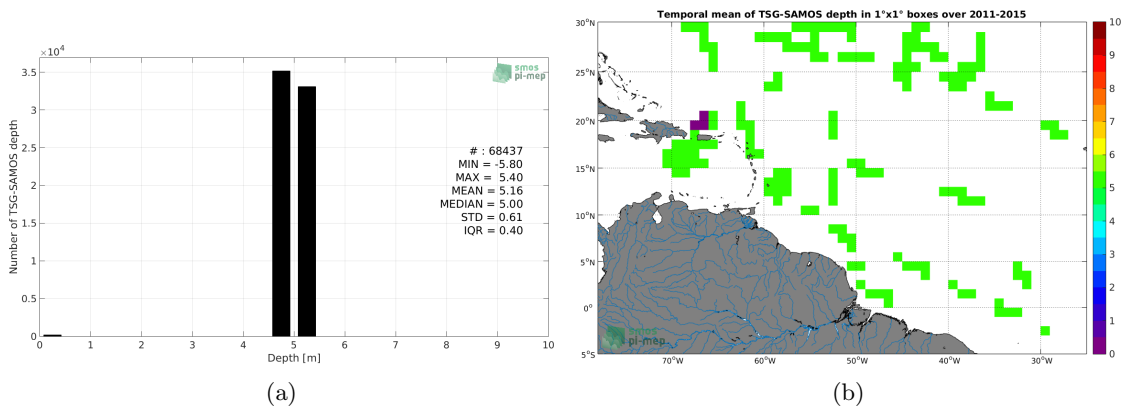 ×10⁴
3.5
3
2.5
2
1.5
1
0.5
0
Number of TSG-SAMOS depth
smos
pi-mep
# : 68437
MIN = -5.80
MAX = 5.40
MEAN = 5.16
MEDIAN = 5.00
STD = 0.61
IQR = 0.40
0 1 2 3 4 5 6 7 8 9 10
Depth [m]
(a)
Temporal mean of TSG-SAMOS depth in 1°x1° boxes over 2011-2015
30°N
25°N
20°N
15°N
10°N
5°N
0°
5°S
70°W 60°W 50°W 40°W 30°W
smos
pi-mep
10
9
8
7
6
5
4
3
2
1
0
(b)